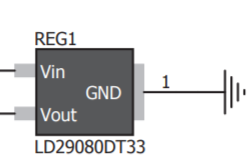 REG1
Vin
1
GND
Vout
LD29080DT33